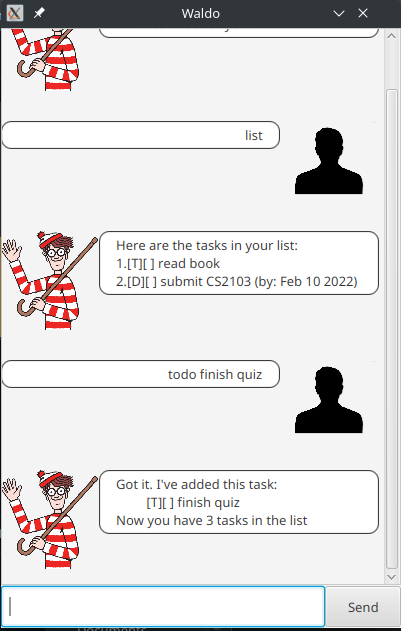 Waldo
list
Here are the tasks in your list:
1.[T][ ] read book
2.[D][ ] submit CS2103 (by: Feb 10 2022)
todo finish quiz
Got it. I've added this task:
[T][ ] finish quiz
Now you have 3 tasks in the list
Send